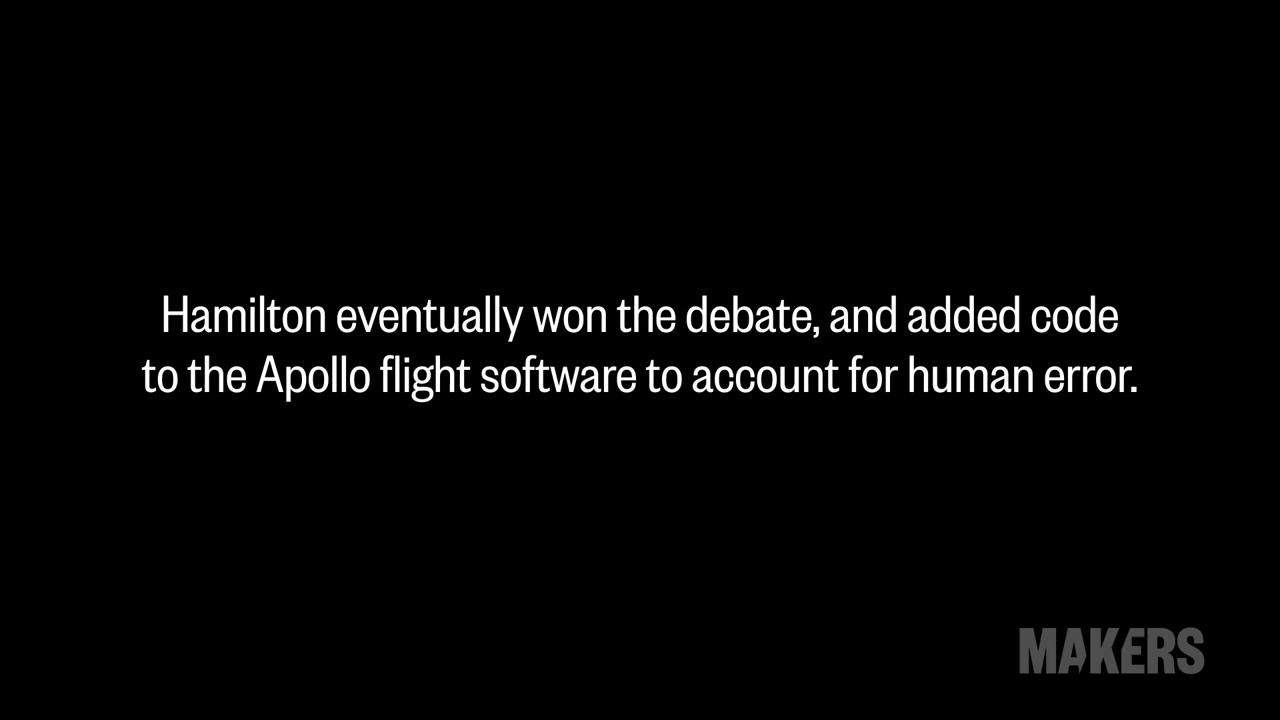 Hamilton eventually won the debate, and added code
to the Apollo flight software to account for human error.
MAKERS